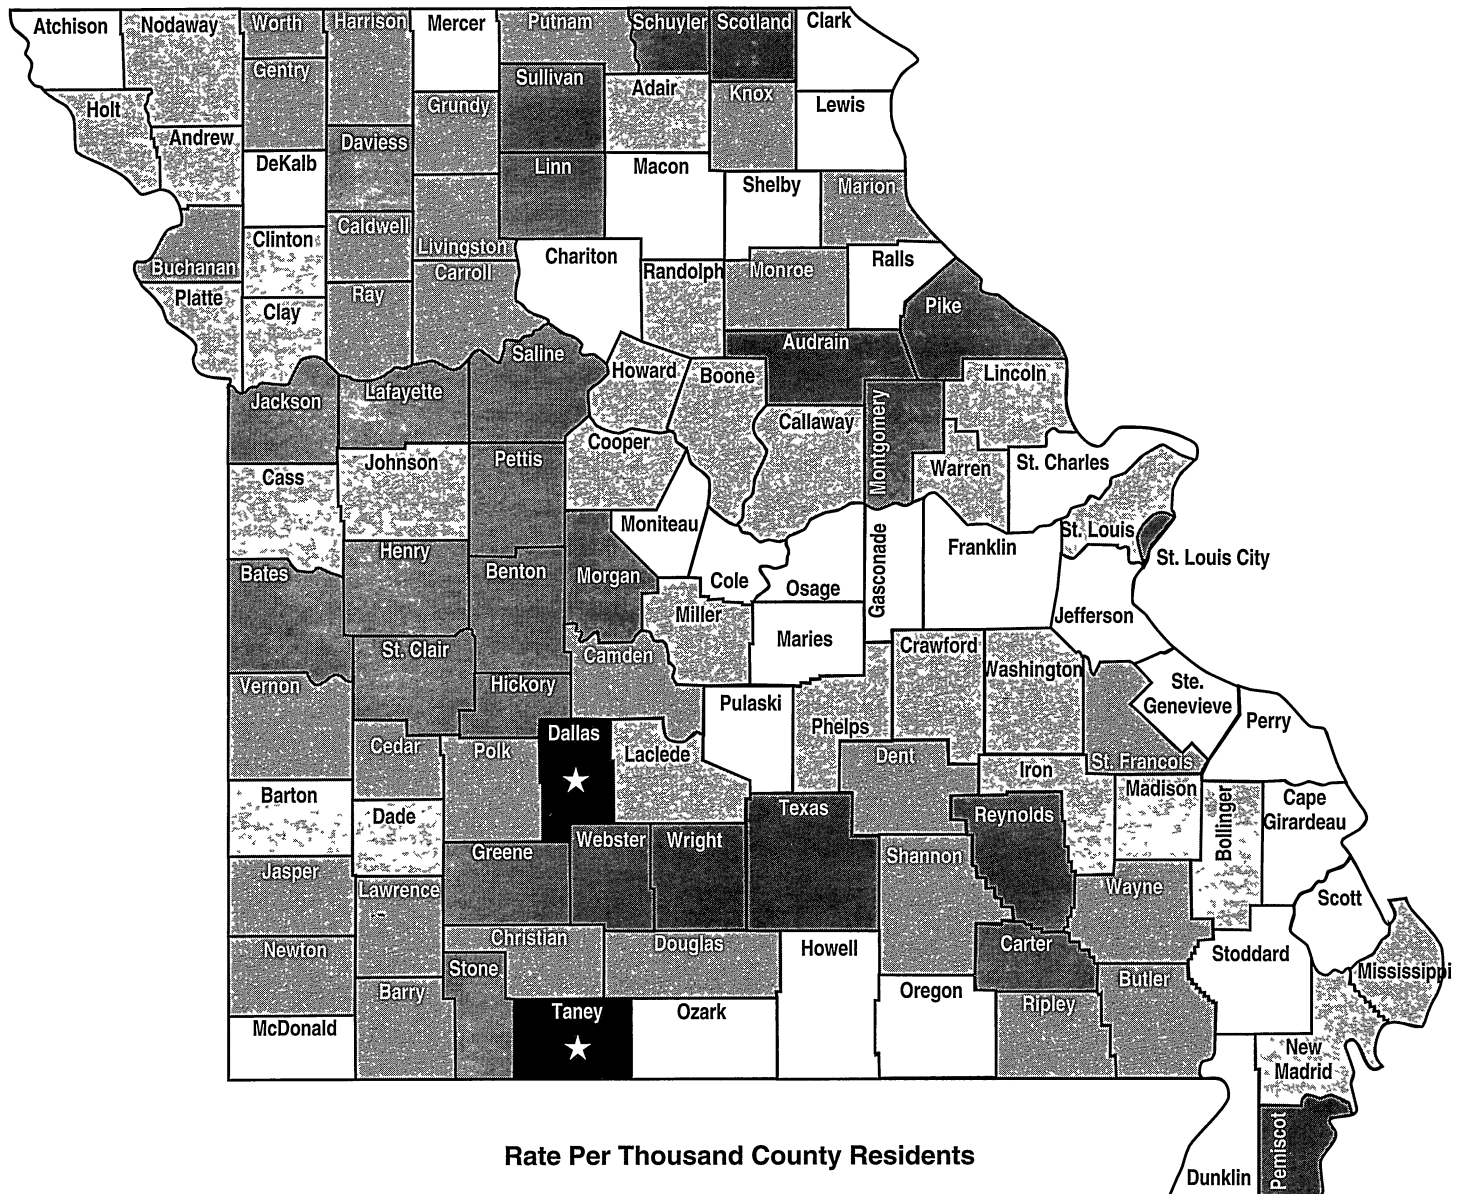 Atchison
Nodaway
Worth
Harrison
Mercer
Putnam
Schuyler
Scotland
Clark
Gentry
Sullivan
Adair
Knox
Lewis
Holt
Grundy
Andrew
Daviess
DeKalb
Linn
Macon
Shelby
Marion
Caldwell
Clinton
Livingston
Chariton
Ralls
Buchanan
Carroll
Randolph
Monroe
Platte
Ray
Clay
Pike
Audrain
Saline
Howard
Boone
Lincoln
Jackson
Lafayette
Callaway
Montgomery
Cooper
Johnson
Pettis
Warren
St. Charles
Cass
Moniteau
St. Louis
Henry
Franklin
St. Louis City
Bates
Benton
Morgan
Cole
Osage
Gasconade
Miller
Jefferson
Maries
St. Clair
Camden
Crawford
Washington
Vernon
Hickory
Pulaski
Ste.
Genevieve
Perry
Phelps
Dallas
Cedar
Polk
Laclede
Dent
St. Francois
Iron
Barton
Madison
Cape
Girardeau
Bollinger
Dade
Texas
Reynolds
Webster
Wright
Greene
Shannon
Jasper
Lawrence
Wayne
Scott
Newton
Christian
Douglas
Howell
Carter
Stoddard
Stone
Mississippi
Barry
Butler
Oregon
Ripley
McDonald
Taney
Ozark
New
Madrid
Pemiscot
Dunklin
Rate Per Thousand County Residents